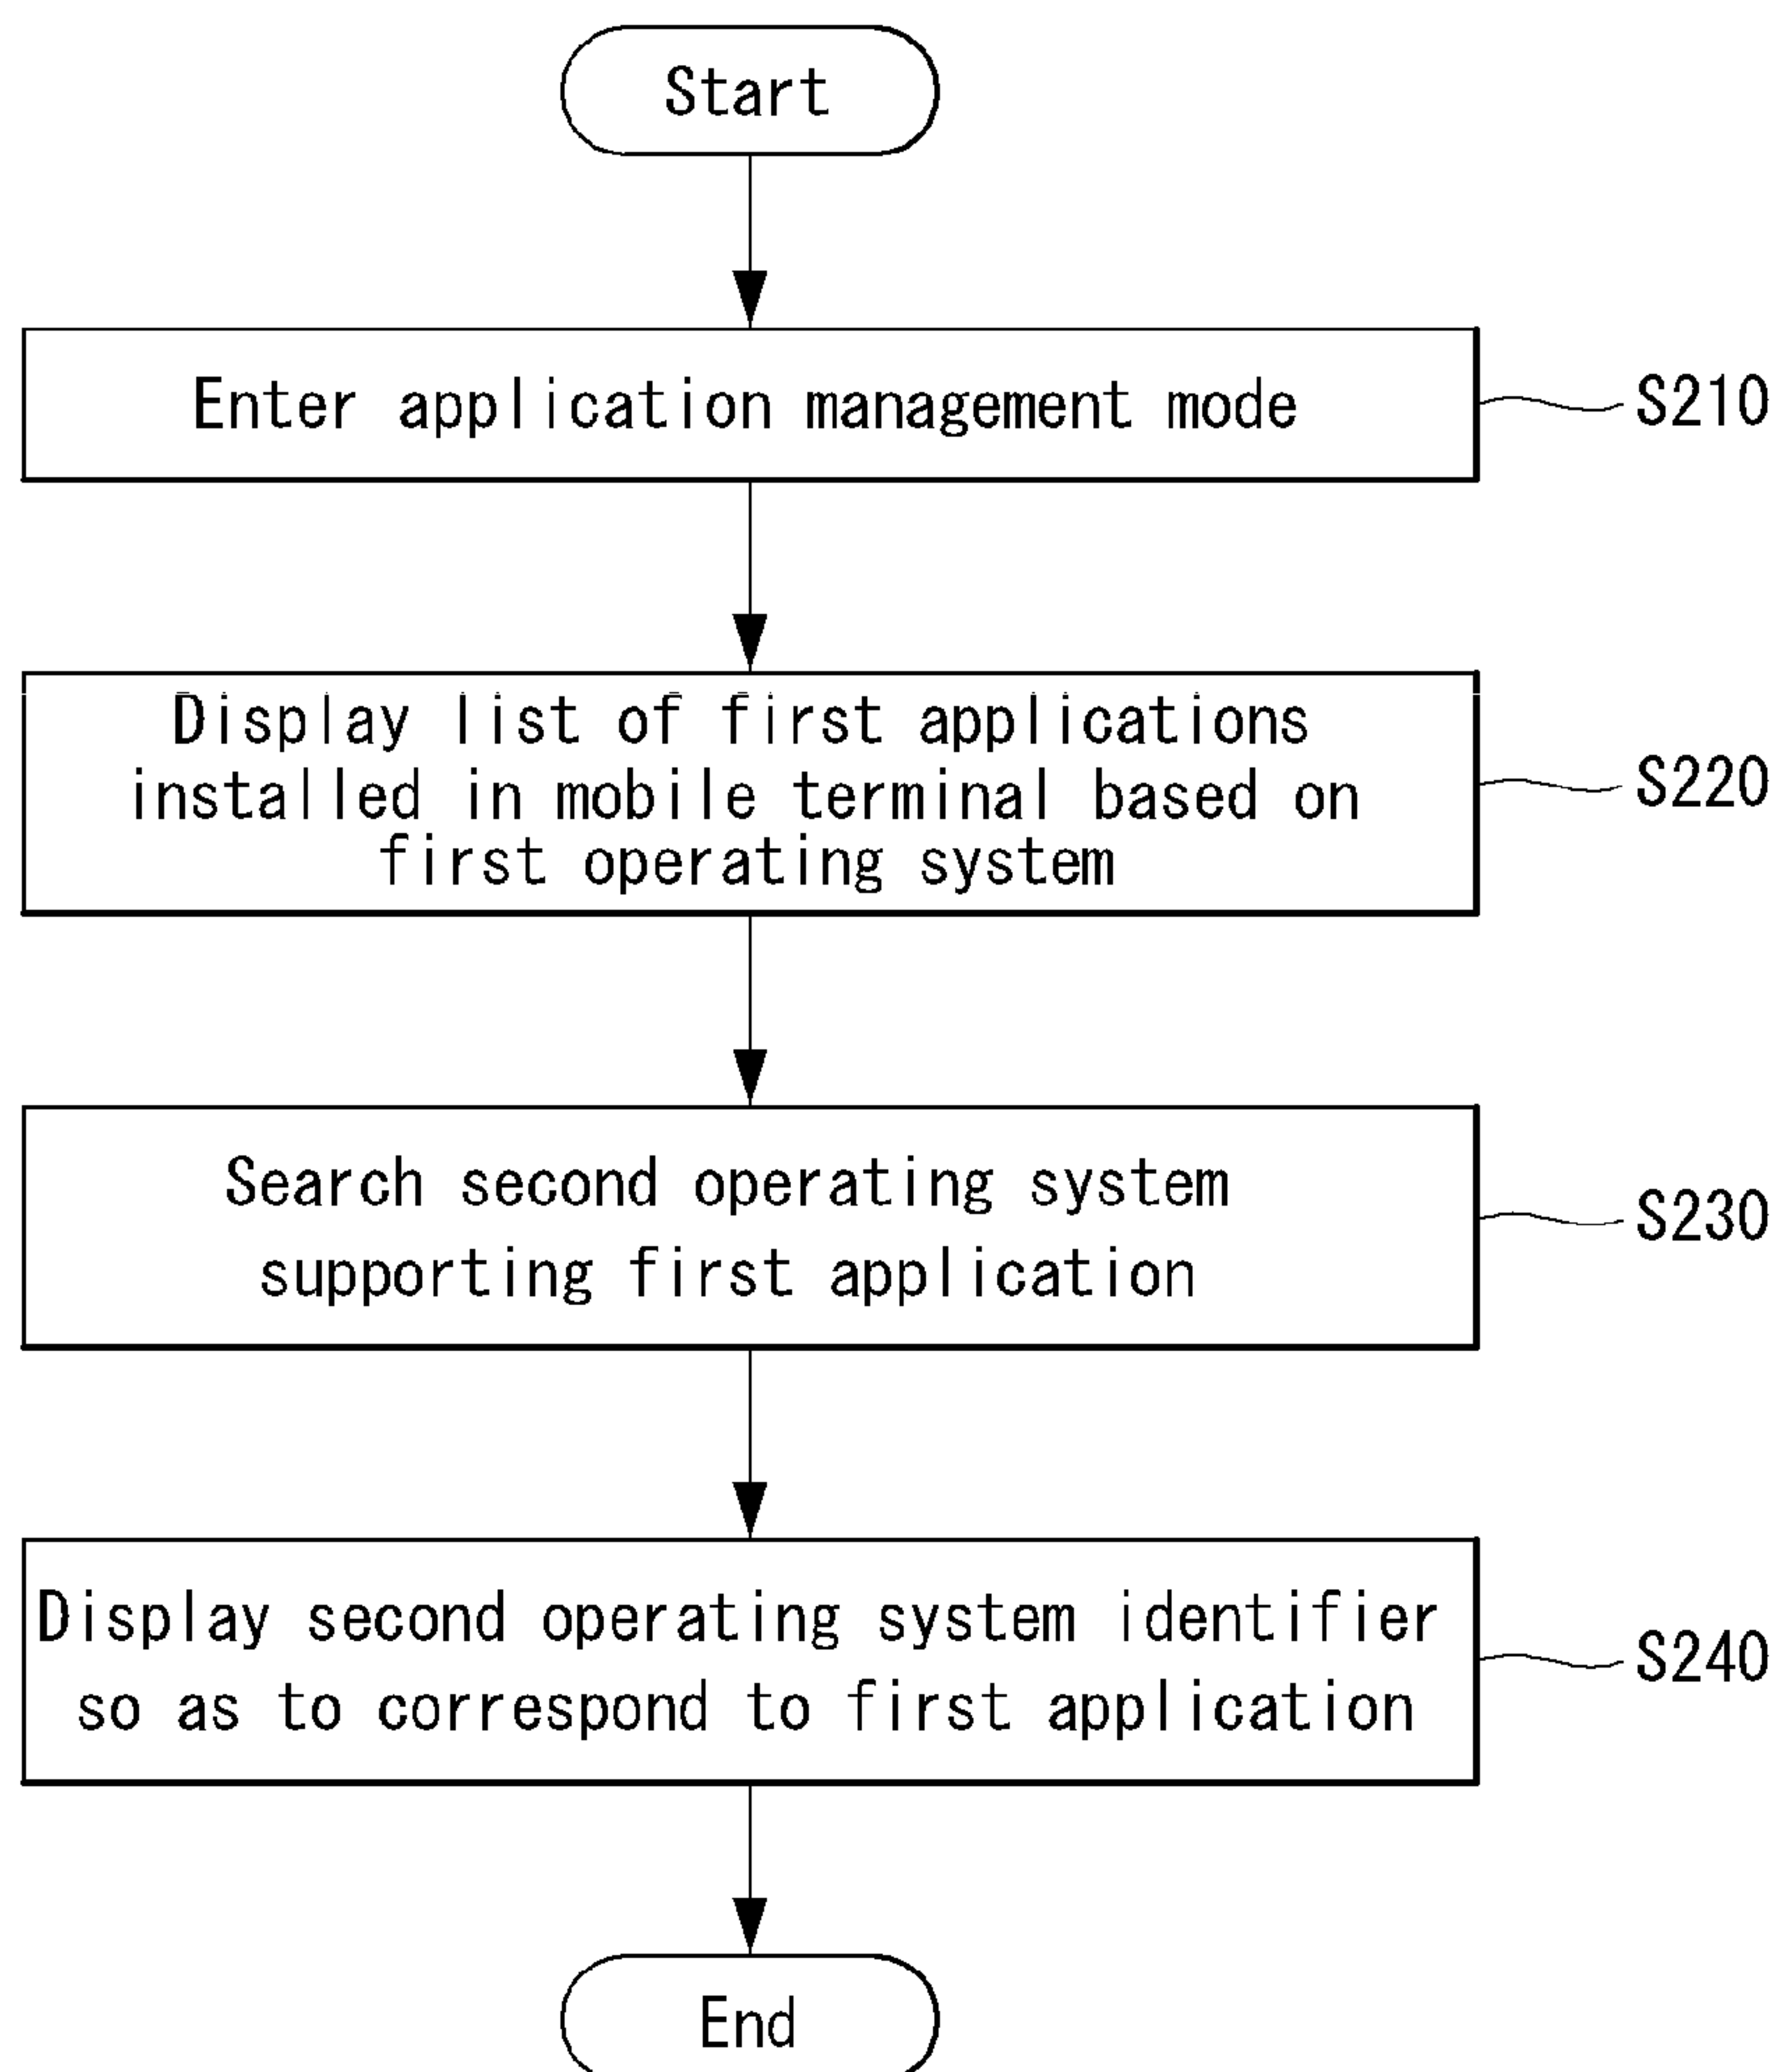 Start
Enter application management mode
S210
Display list of first applications
installed in mobile terminal based on
first operating system
S220
Search second operating system
supporting first application
S230
Display second operating system identifier
so as to correspond to first application
S240
End